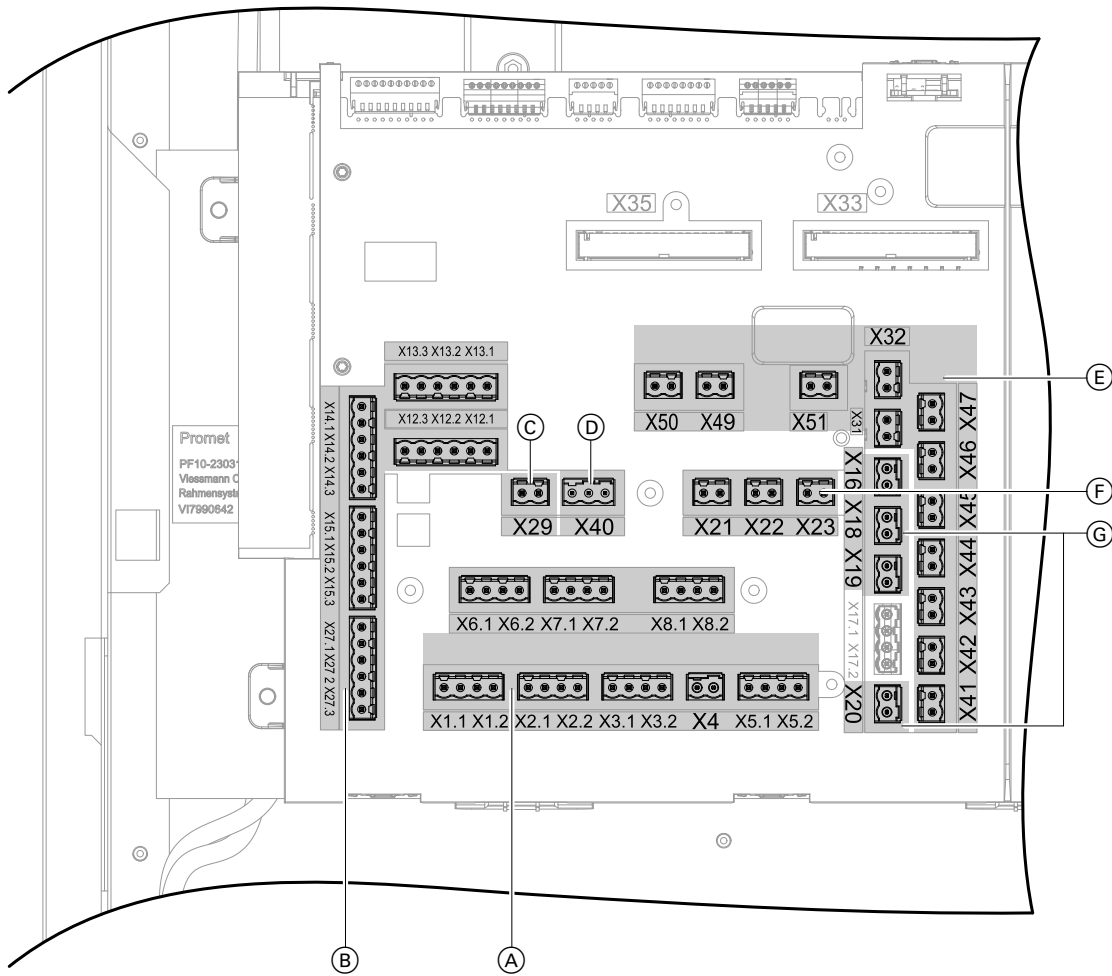 X35
X33
X32
X13.3 X13.2 X13.1
E
X50 X49 X51
X31
X47
X14.1 X14.2 X14.3
X12.3 X12.2 X12.1
C
D
X46
Promet
PF10-2303
Viessmann
Rahmensyst
VI7990642
X16
X45
F
X29 X40
X21 X22 X23
X18
G
X15.1 X15.2 X15.3
X19
X44
X6.1 X6.2 X7.1 X7.2 X8.1 X8.2
X43
X17.1 X17.2
X27.1 X27 2 X27.3
X42
X20
X41
X1.1 X1.2 X2.1 X2.2 X3.1 X3.2 X4 X5.1 X5.2
B
A